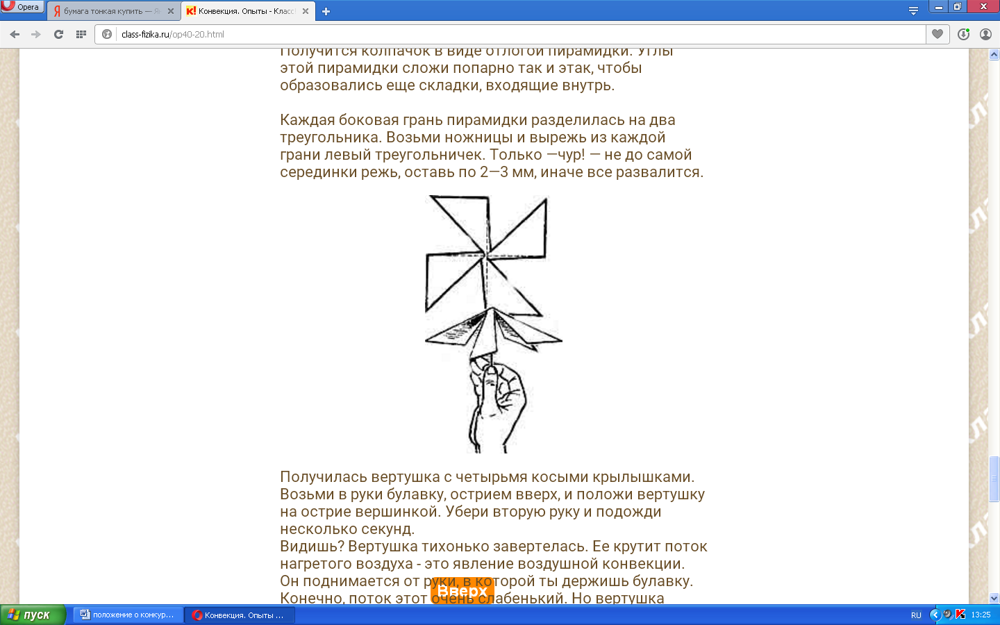 Opera
бумага тонкая купить — Я
Конвекция. Опыты - Класс!
class-fizika.ru/op40-20.html
Получится колпачок в виде отлогой пирамидки. Углы
этой пирамидки сложи попарно так и этак, чтобы
образовались еще складки, входящие внутрь.
Каждая боковая грань пирамидки разделилась на два
треугольника. Возьми ножницы и вырежь из каждой
грани левый треугольничек. Только —чур! — не до самой
серединки режь, оставь по 2—3 мм, иначе все развалится.
Получилась вертушка с четырьмя косыми крылышками.
Возьми в руки булавку, острием вверх, и положи вертушку
на острие вершинкой. Убери вторую руку и подожди
несколько секунд.
Видишь? Вертушка тихонько завертелась. Ее крутит поток
нагретого воздуха - это явление воздушной конвекции.
Он поднимается от руки, в которой ты держишь булавку.
Конечно, поток этот очень слабенький. Но вертушка
Вверх
пуск
положение о конкур...
Конвекция. Опыты ...
RU
13:25